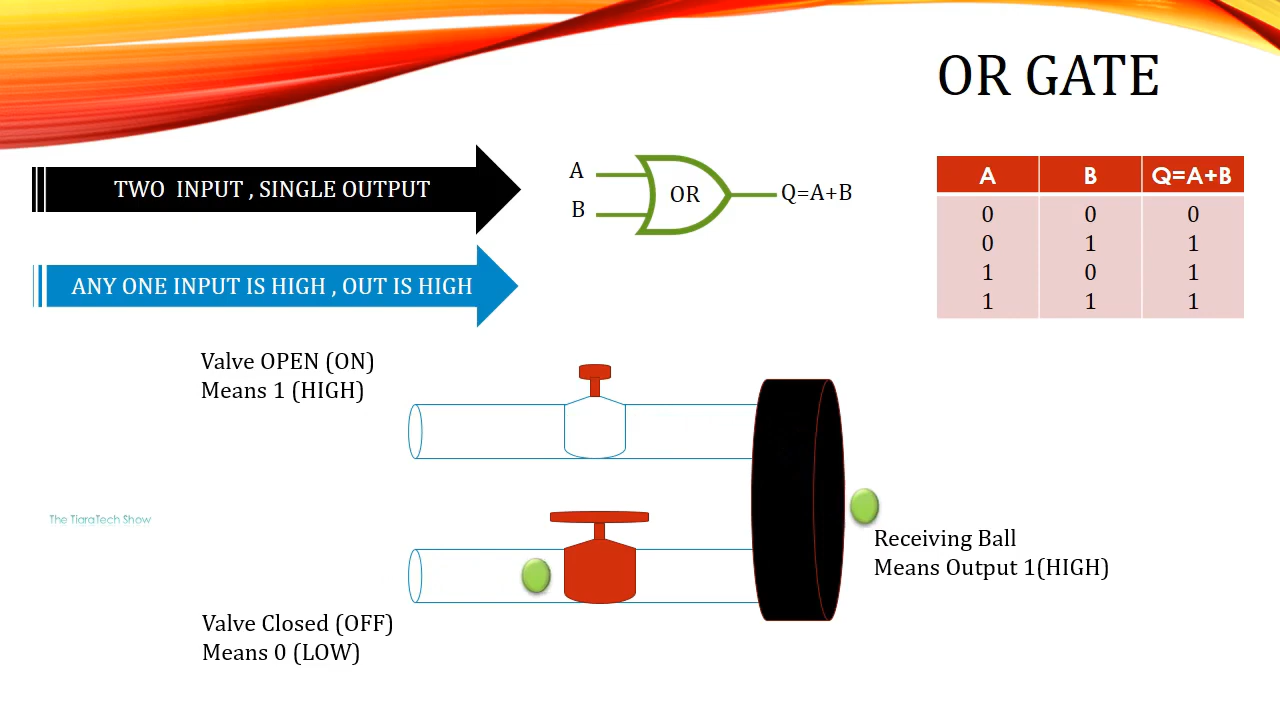 OR GATE
TWO  INPUT , SINGLE OUTPUT
ANY ONE INPUT IS HIGH , OUT IS HIGH
A
B
OR
Q=A+B
A B Q=A+B
0 0 0
0 1 1
1 0 1
1 1 1
Valve OPEN (ON)
Means 1 (HIGH)
The TiaraTech Show
Receiving Ball
Means Output 1(HIGH)
Valve Closed (OFF)
Means 0 (LOW)